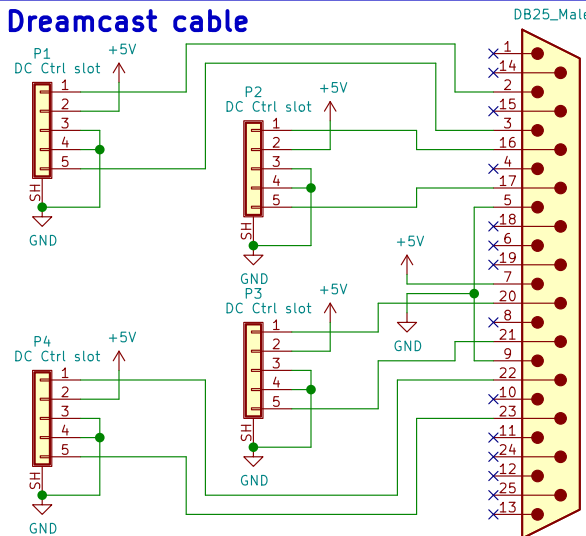 Dreamcast cable
DB25_Male
P1
DC Ctrl slot
+5V
1
2
3
4
5
SH
GND
P2
DC Ctrl slot
+5V
1
2
3
4
5
SH
GND
+5V
GND
P3
DC Ctrl slot
+5V
1
2
3
4
5
SH
GND
P4
DC Ctrl slot
+5V
1
2
3
4
5
SH
GND
1
14
2
15
3
16
4
17
5
18
6
19
7
20
8
21
9
22
10
23
11
24
12
25
13